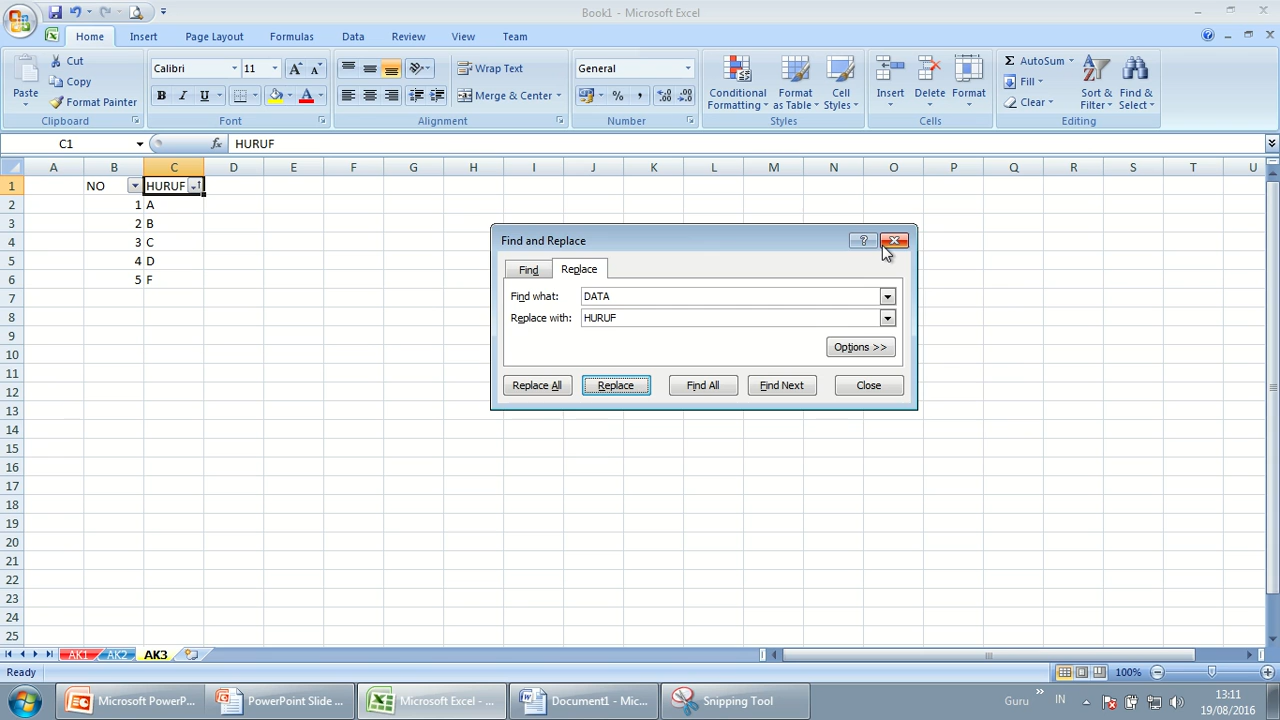 Book1 - Microsoft Excel
Home Insert Page Layout Formulas Data Review View Team
Cut
Copy
Format Painter
Paste
Clipboard
Calibri 11
B I U
Font
Wrap Text
Merge & Center
Alignment
General
% ,
Number
Conditional Formatting
Format as Table
Cell Styles
Styles
Insert Delete Format
Cells
Σ AutoSum
Fill
Clear
Sort & Filter
Find & Select
Editing
C1 fx HURUF
A B C D E F G H I J K L M N O P Q R S T U
1 NO HURUF
2 1 A
3 2 B
4 3 C
5 4 D
6 5 F
7
8
9
10
11
12
13
14
15
16
17
18
19
20
21
22
23
24
25
Find and Replace
Find Replace
Find what: DATA
Replace with: HURUF
Options >>
Replace All Replace Find All Find Next Close
AK1 AK2 AK3
Ready 100%
Microsoft PowerP... PowerPoint Slide ... Microsoft Excel - ... Document1 - Mic... Snipping Tool Guru IN 13:11
19/08/2016